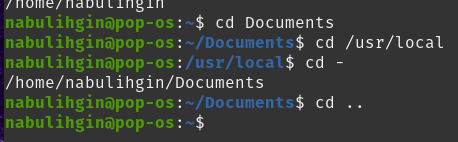 /home/nabulihgin
nabulihgin@pop-os:~$ cd Documents
nabulihgin@pop-os:~/Documents$ cd /usr/local
nabulihgin@pop-os:/usr/local$ cd -
/home/nabulihgin/Documents
nabulihgin@pop-os:~/Documents$ cd ..
nabulihgin@pop-os:~$